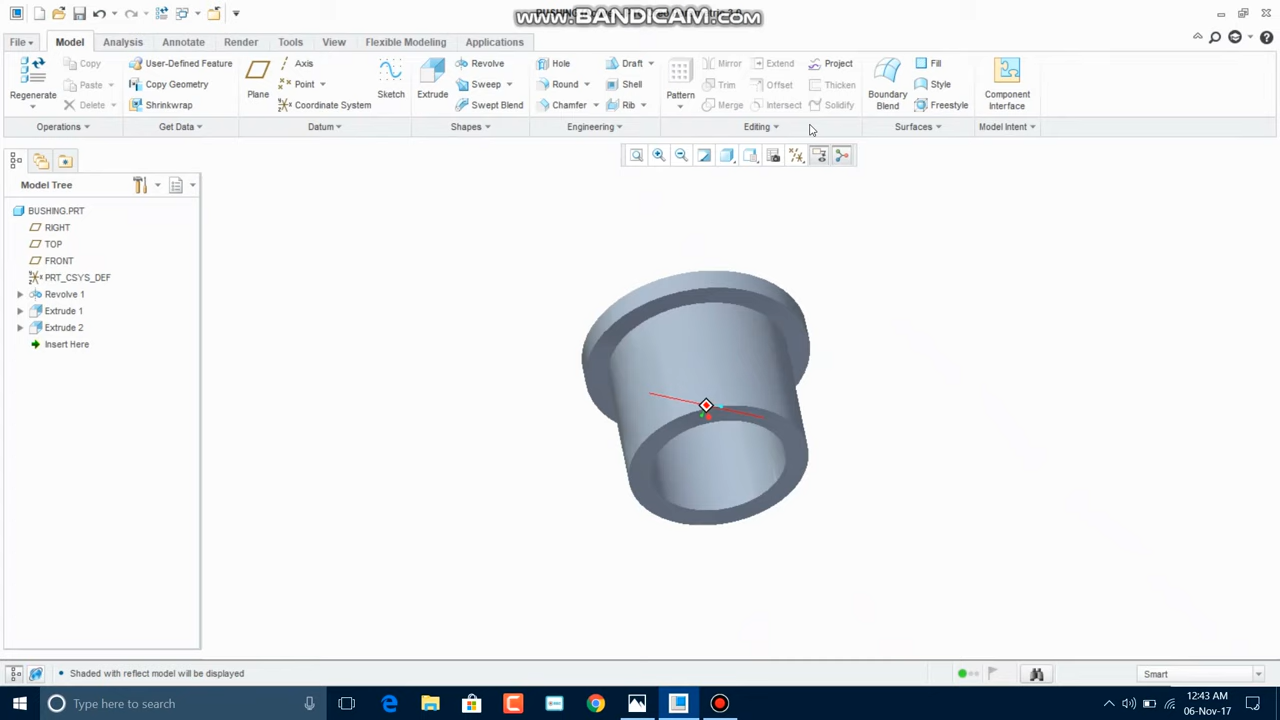 BUSHING
www.BANDICAM.com
File
Model
Analysis
Annotate
Render
Tools
View
Flexible Modeling
Applications
Regenerate
Copy
Paste
Delete
User-Defined Feature
Copy Geometry
Shrinkwrap
Plane
Axis
Point
Coordinate System
Sketch
Extrude
Revolve
Sweep
Swept Blend
Hole
Round
Chamfer
Draft
Shell
Rib
Pattern
Mirror
Trim
Merge
Extend
Offset
Intersect
Project
Thicken
Solidify
Boundary
Blend
Fill
Style
Freestyle
Component
Interface
Operations
Get Data
Datum
Shapes
Engineering
Editing
Surfaces
Model Intent
Model Tree
BUSHING.PRT
RIGHT
TOP
FRONT
PRT_CSYS_DEF
Revolve 1
Extrude 1
Extrude 2
Insert Here
Shaded with reflect model will be displayed
Smart
Type here to search
12:43 AM
06-Nov-17